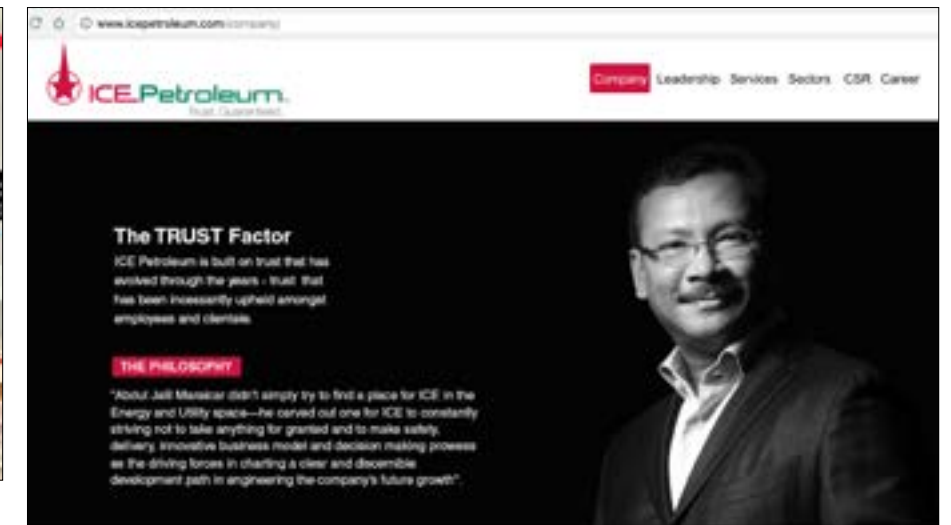 www.icepetroleum.com/company/
ICE.Petroleum.
Trust. Guaranteed.
Company Leadership Services Sectors CSR Career
The TRUST Factor
ICE Petroleum is built on trust that has
evolved through the years - trust that
has been incessantly upheld amongst
employees and clientele.
THE PHILOSOPHY
"Abdul Jalil Marakar didn't simply try to find a place for ICE in the
Energy and Utility space—he carved out one for ICE to constantly
striving not to take anything for granted and to make safety,
delivery, innovative business model and decision making prowess
as the driving forces in charting a clear and discernible
development path in engineering the company's future growth".